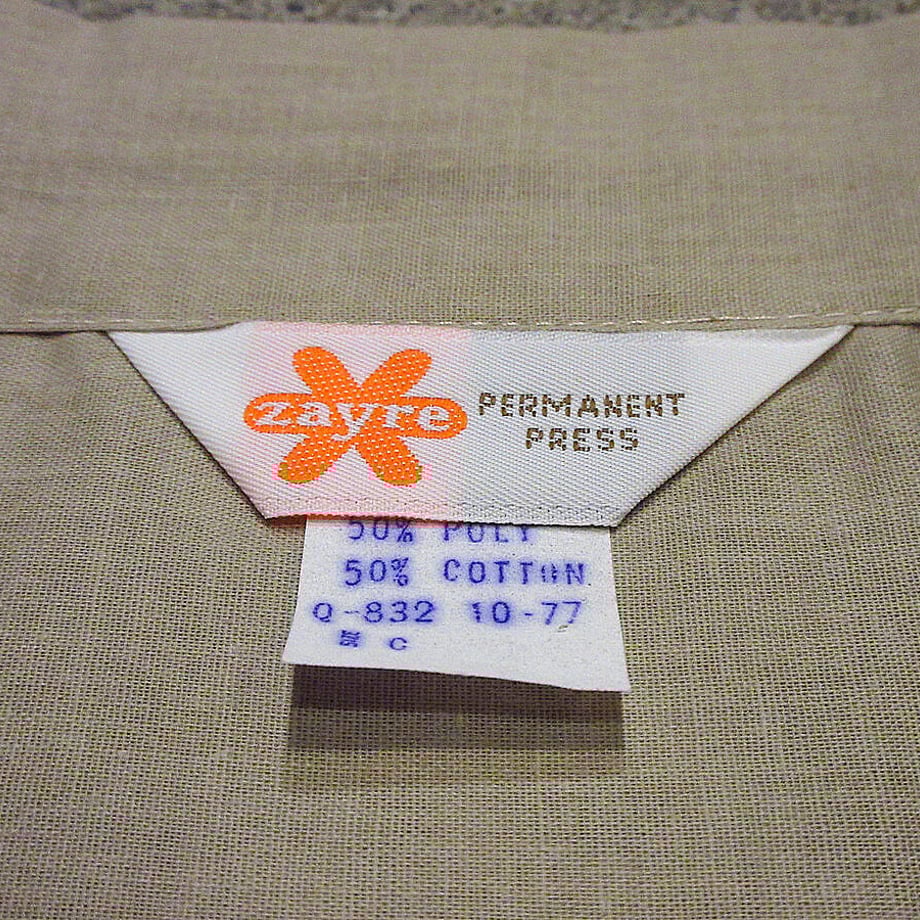 zayre
PERMANENT
PRESS
50% POLY
50% COTTON
Q-832 10-77
C